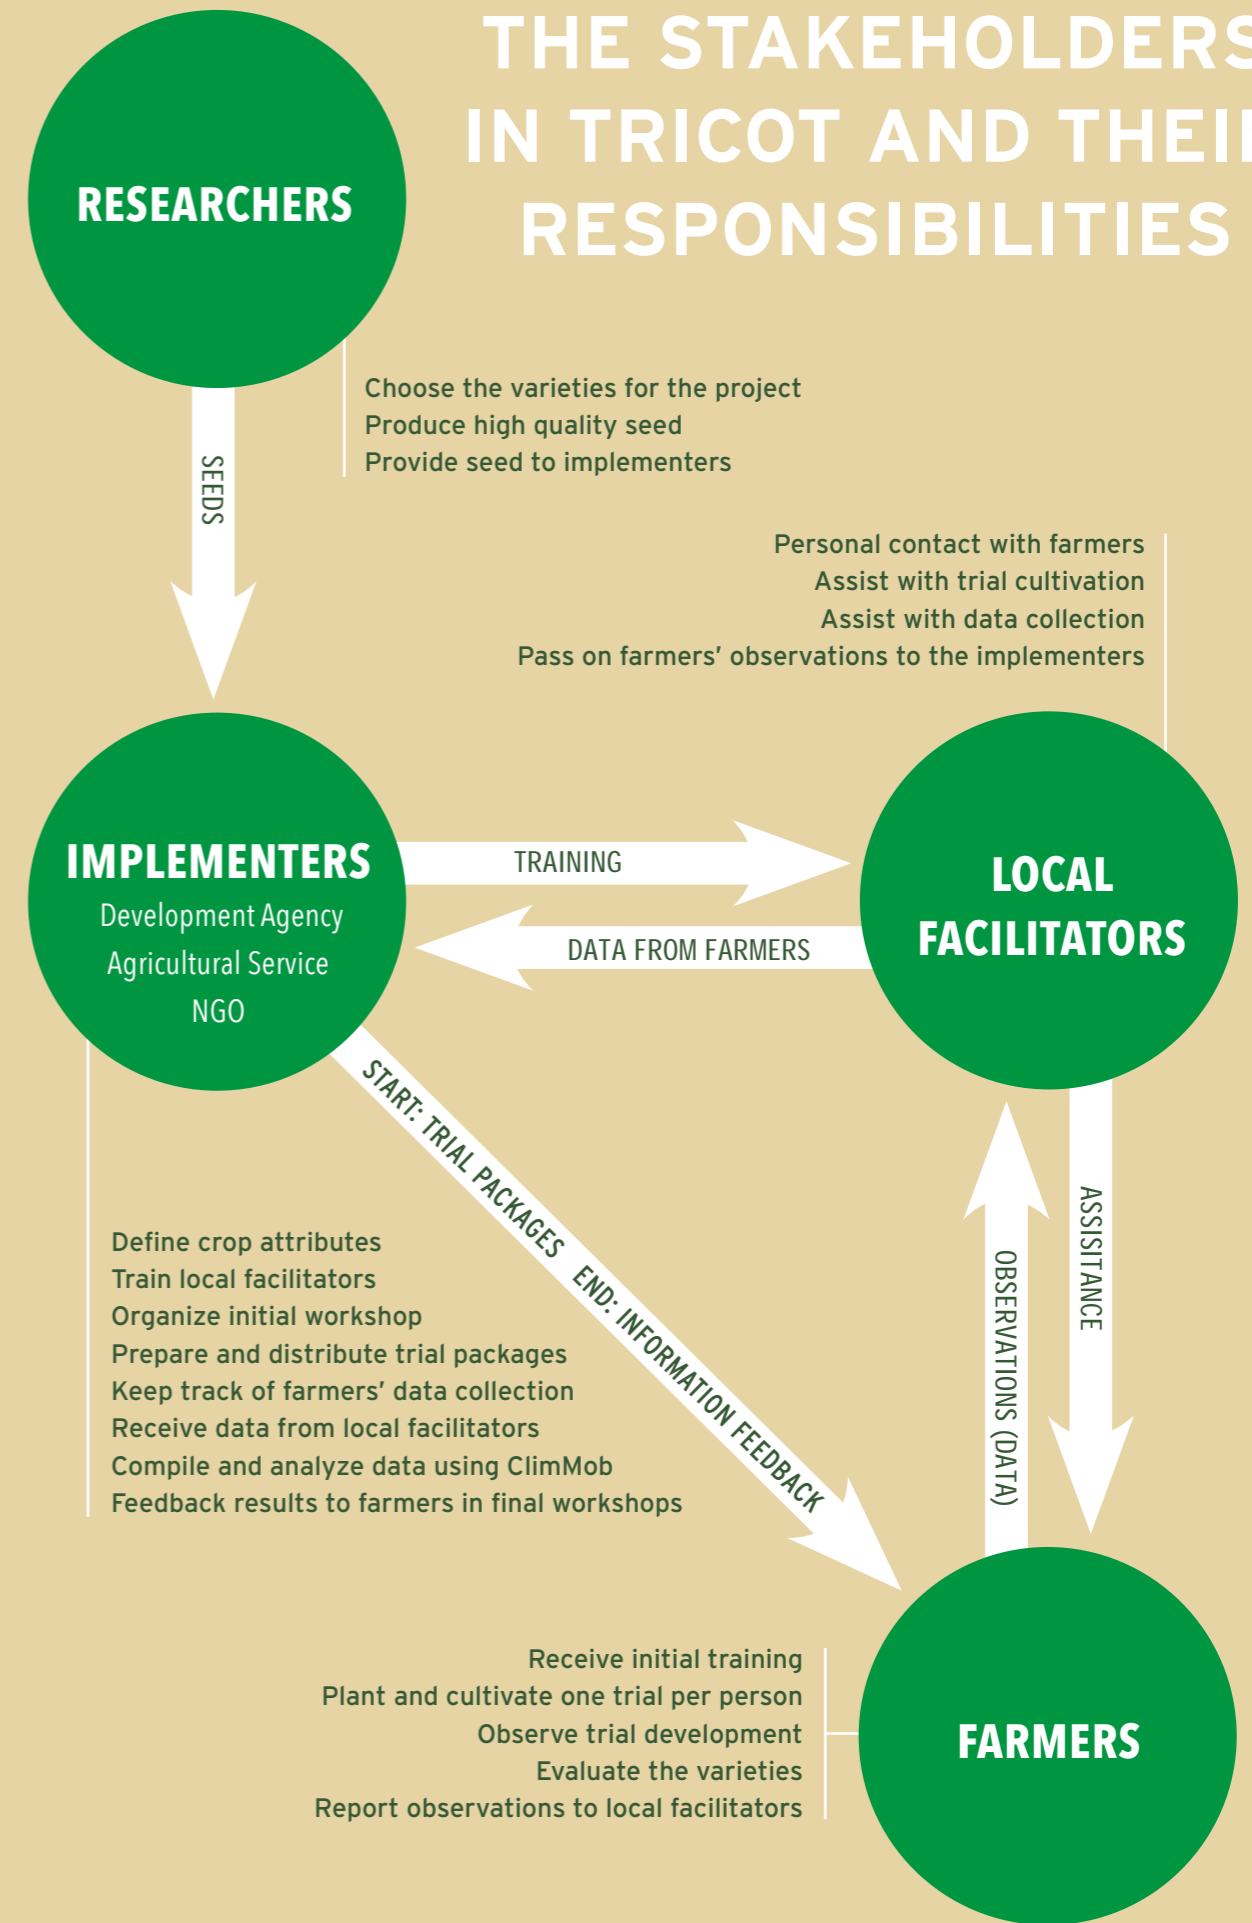 THE STAKEHOLDERS
IN TRICOT AND THEIR
RESPONSIBILITIES
RESEARCHERS
Choose the varieties for the project
Produce high quality seed
Provide seed to implementers
SEEDS
Personal contact with farmers
Assist with trial cultivation
Assist with data collection
Pass on farmers’ observations to the implementers
IMPLEMENTERS
Development Agency
Agricultural Service
NGO
TRAINING
DATA FROM FARMERS
LOCAL
FACILITATORS
START: TRIAL PACKAGES END: INFORMATION FEEDBACK
ASSISITANCE
OBSERVATIONS (DATA)
Define crop attributes
Train local facilitators
Organize initial workshop
Prepare and distribute trial packages
Keep track of farmers’ data collection
Receive data from local facilitators
Compile and analyze data using ClimMob
Feedback results to farmers in final workshops
Receive initial training
Plant and cultivate one trial per person
Observe trial development
Evaluate the varieties
Report observations to local facilitators
FARMERS